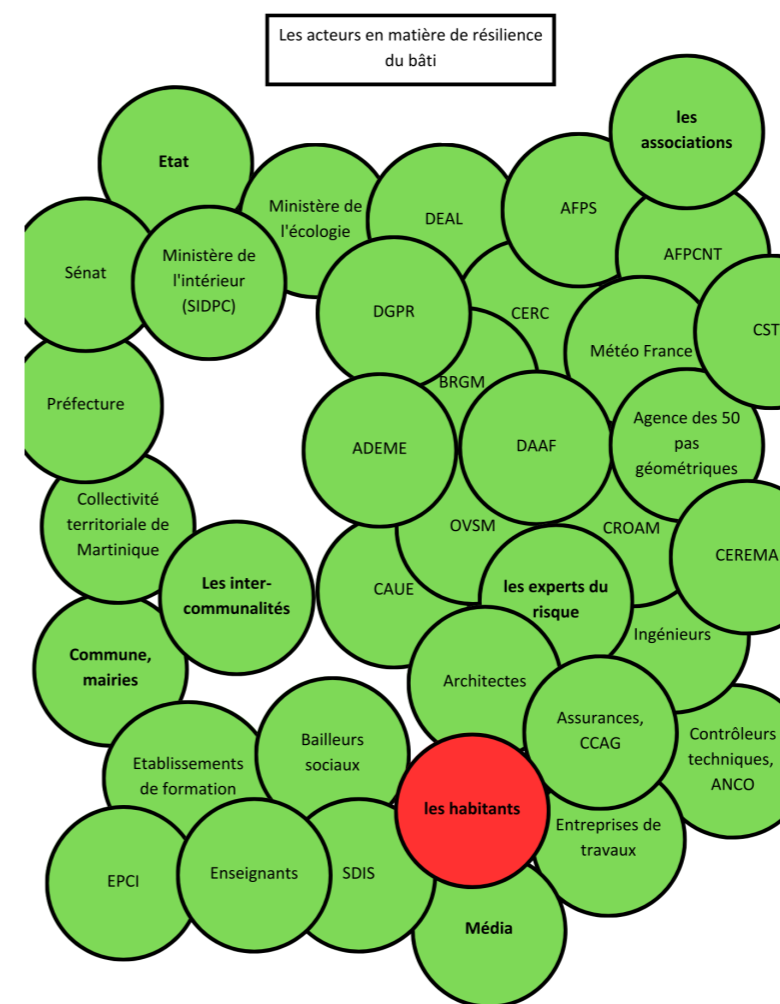 Les acteurs en matière de résilience
du bâti
les
associations
Etat
Ministère de
l'écologie
DEAL
AFPS
AFPCNT
Sénat
Ministère de
l'intérieur
(SIDPC)
DGPR
CERC
Météo France
CST
BRGM
Préfecture
ADEME
DAAF
Agence des 50
pas
géométriques
Collectivité
territoriale de
Martinique
OVSM
CROAM
CEREMA
Les inter-
communalités
CAUE
les experts du
risque
Ingénieurs
Commune,
mairies
Architectes
Assurances,
CCAG
Contrôleurs
techniques,
ANCO
Bailleurs
sociaux
Etablissements
de formation
les habitants
Entreprises de
travaux
EPCI
Enseignants
SDIS
Média